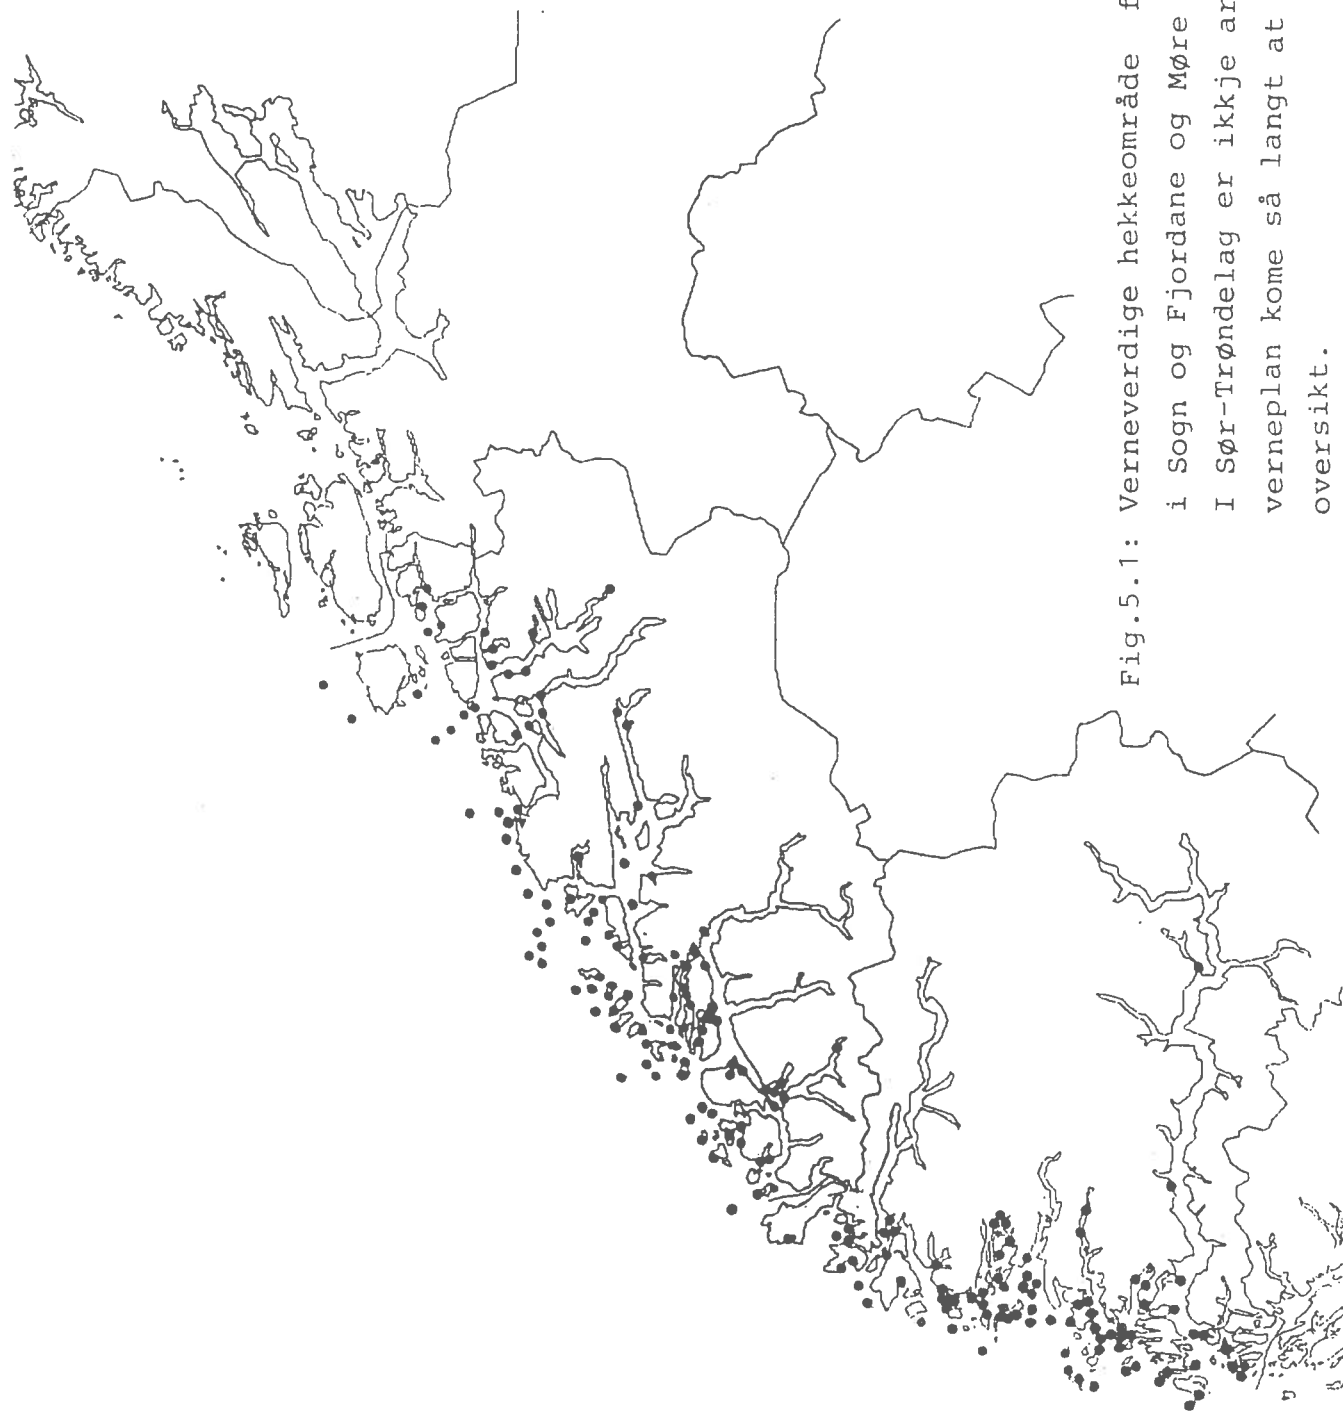 Fig.5.1: Verneverdige hekkeområde
i Sogn og Fjordane og Møre
I Sør-Trøndelag er ikkje
verneplan kome så langt at
oversikt.